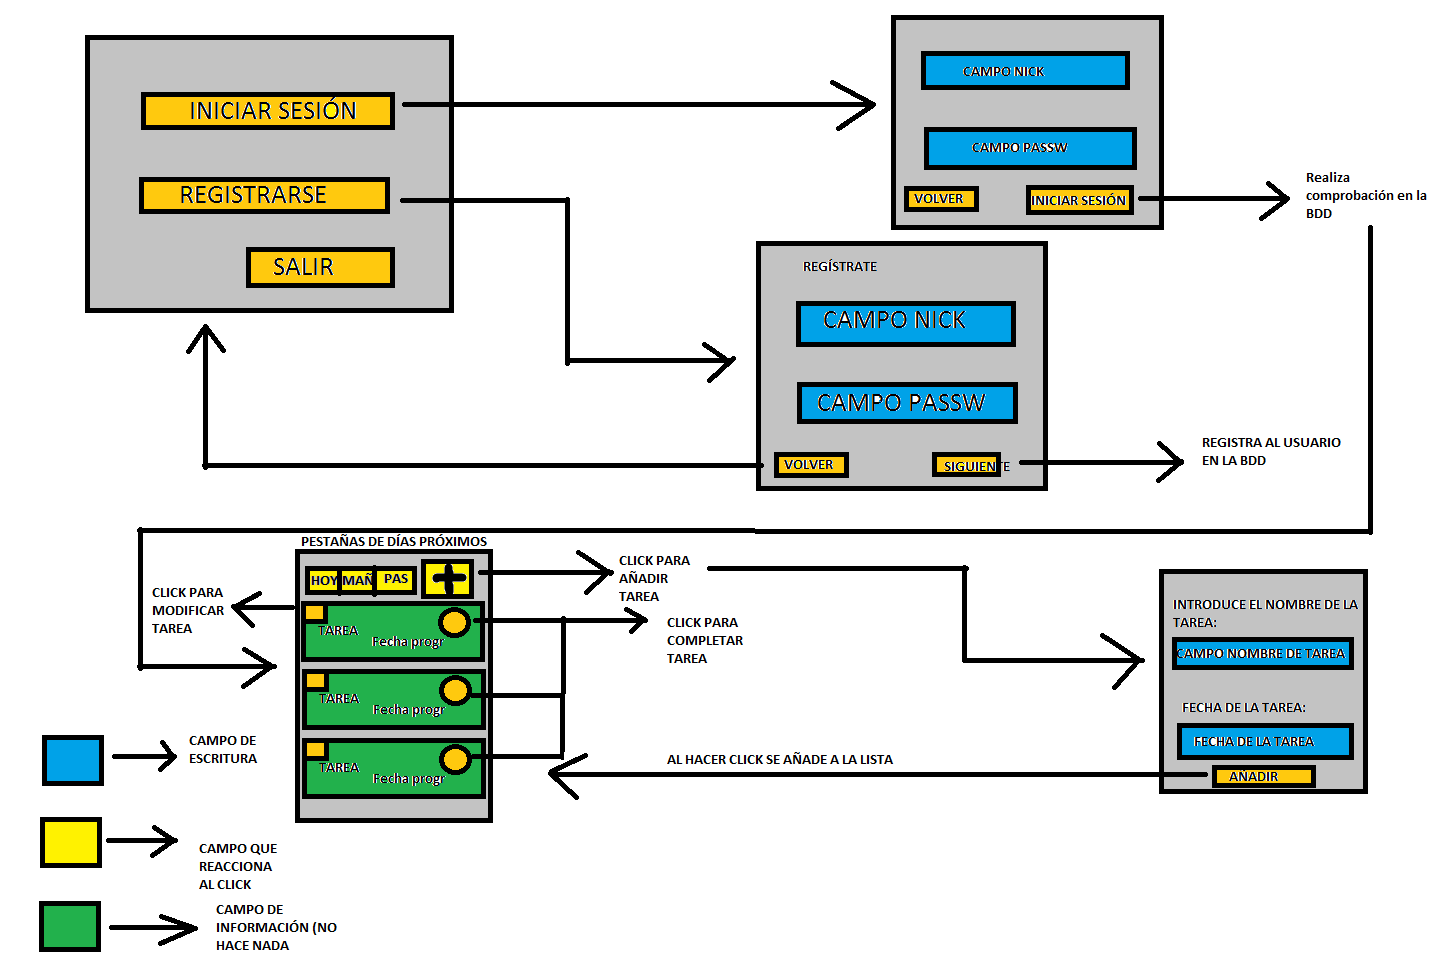 INICIAR SESIÓN
REGISTRARSE
SALIR
CAMPO NICK
CAMPO PASSW
VOLVER
INICIAR SESIÓN
Realiza
comprobación en la
BDD
REGÍSTRATE
CAMPO NICK
CAMPO PASSW
VOLVER
SIGUIENTE
REGISTRA AL USUARIO
EN LA BDD
PESTAÑAS DE DÍAS PRÓXIMOS
HOY MAÑ PAS
CLICK PARA
AÑADIR
TAREA
CLICK PARA
MODIFICAR
TAREA
TAREA
Fecha progr
CLICK PARA
COMPLETAR
TAREA
TAREA
Fecha progr
TAREA
Fecha progr
INTRODUCE EL NOMBRE DE LA
TAREA:
CAMPO NOMBRE DE TAREA
FECHA DE LA TAREA:
FECHA DE LA TAREA
AÑADIR
AL HACER CLICK SE AÑADE A LA LISTA
CAMPO DE
ESCRITURA
CAMPO QUE
REACCIONA
AL CLICK
CAMPO DE
INFORMACIÓN (NO
HACE NADA